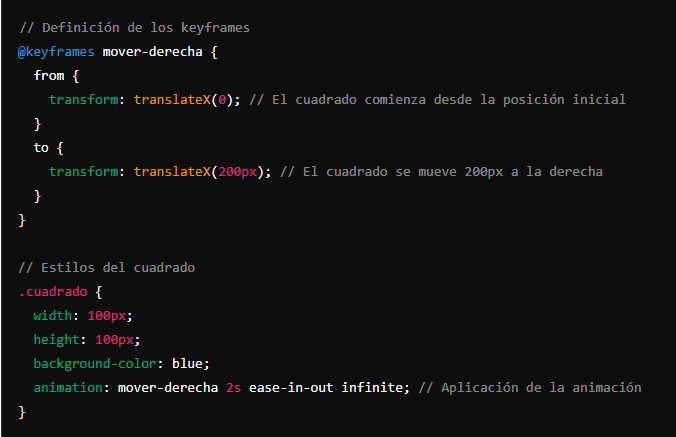 // Definición de los keyframes
@keyframes mover-derecha {
from {
transform: translateX(0); // El cuadrado comienza desde la posición inicial
}
to {
transform: translateX(200px); // El cuadrado se mueve 200px a la derecha
}
}
// Estilos del cuadrado
.cuadrado {
width: 100px;
height: 100px;
background-color: blue;
animation: mover-derecha 2s ease-in-out infinite; // Aplicación de la animación
}